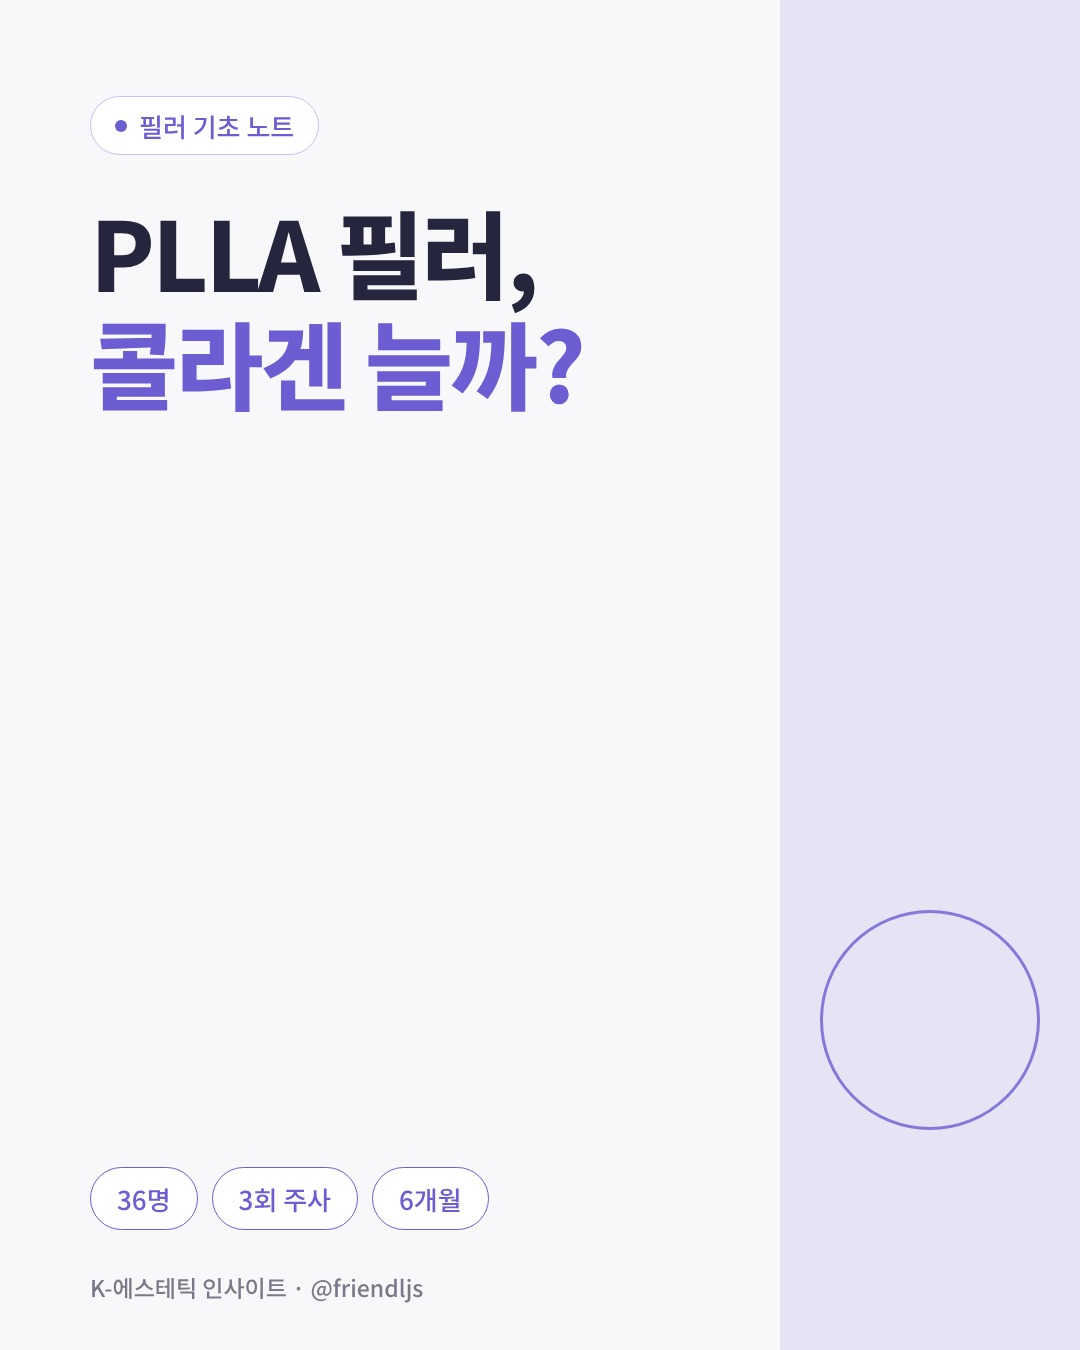 필러 기초 노트
PLLA 필러,
콜라겐 늘까?
36명
3회 주사
6개월
K-에스테틱 인사이트 · @friendljs